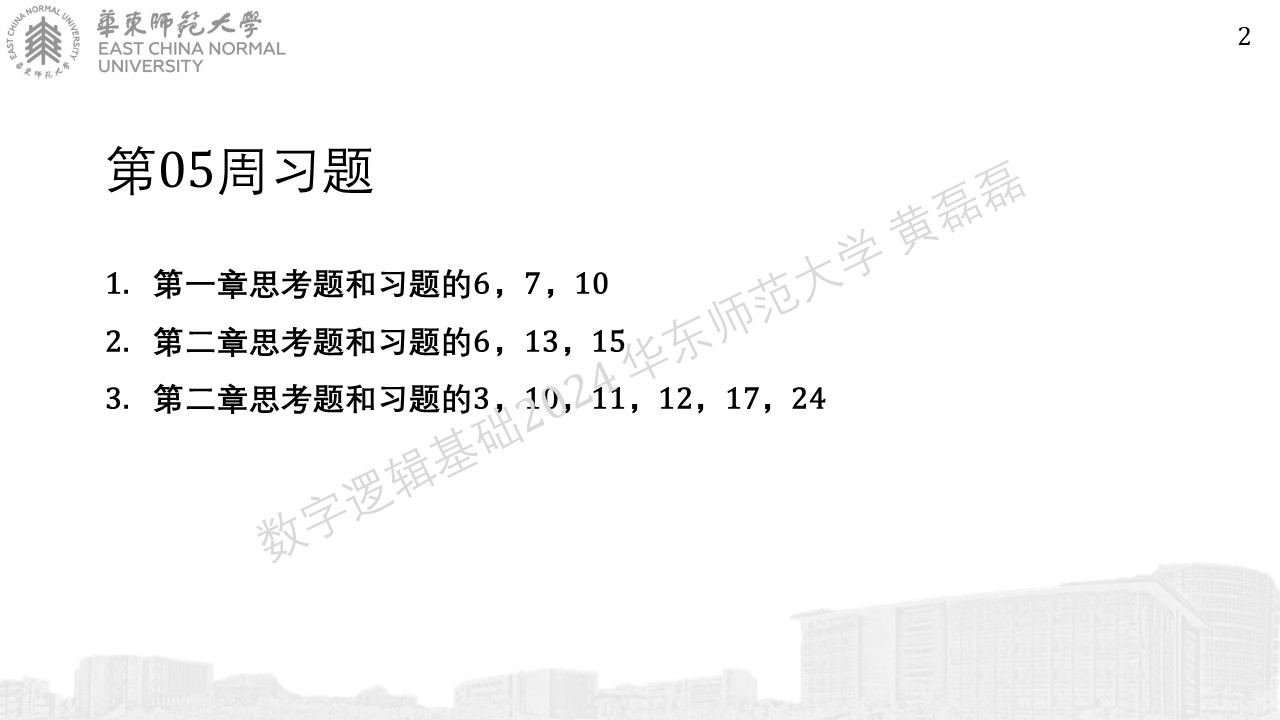 華東師范大學
EAST CHINA NORMAL
UNIVERSITY
2
第05周习题
1. 第一章思考题和习题的6，7，10
2. 第二章思考题和习题的6，13，15
3. 第二章思考题和习题的3，10，11，12，17，24
数字逻辑基础2024 华东师范大学 黄磊磊
EAST CHINA NORMAL UNIVERSITY
華東师范大学